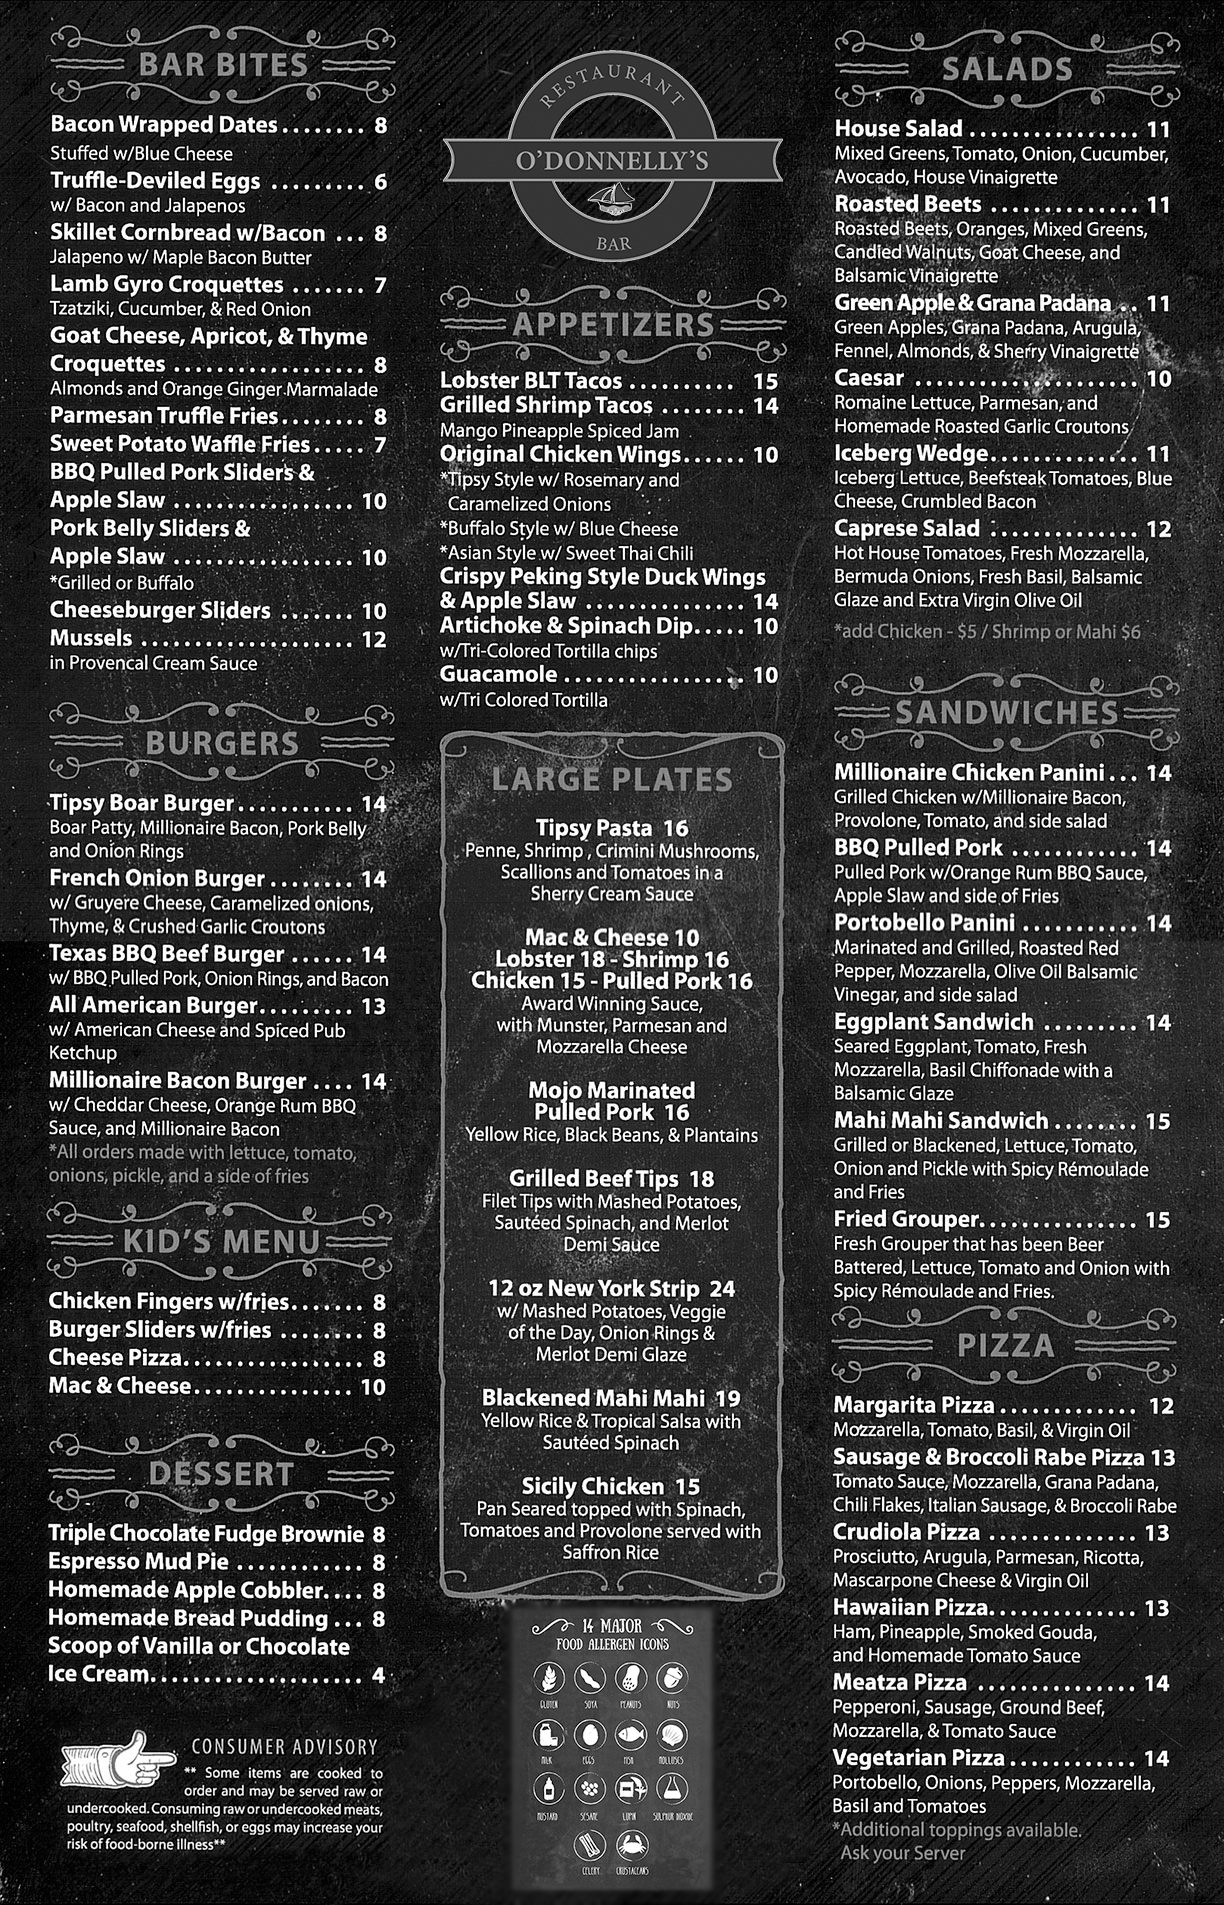 BAR BITES
Bacon Wrapped Dates........ 8
Stuffed w/Blue Cheese
Truffle-Deviled Eggs ......... 6
w/ Bacon and Jalapenos
Skillet Cornbread w/Bacon ... 8
Jalapeno w/ Maple Bacon Butter
Lamb Gyro Croquettes ....... 7
Tzatziki, Cucumber, & Red Onion
Goat Cheese, Apricot, & Thyme
Croquettes .................. 8
Almonds and Orange Ginger Marmalade
Parmesan Truffle Fries........ 8
Sweet Potato Waffle Fries..... 7
BBQ Pulled Pork Sliders &
Apple Slaw ................. 10
Pork Belly Sliders &
Apple Slaw ................. 10
*Grilled or Buffalo
Cheeseburger Sliders ....... 10
Mussels .................... 12
in Provencal Cream Sauce
BURGERS
Tipsy Boar Burger........... 14
Boar Patty, Millionaire Bacon, Pork Belly
and Onion Rings
French Onion Burger ........ 14
w/ Gruyere Cheese, Caramelized onions,
Thyme, & Crushed Garlic Croutons
Texas BBQ Beef Burger ...... 14
w/ BBQ Pulled Pork, Onion Rings, and Bacon
All American Burger......... 13
w/ American Cheese and Spiced Pub
Ketchup
Millionaire Bacon Burger .... 14
w/ Cheddar Cheese, Orange Rum BBQ
Sauce, and Millionaire Bacon
*All orders made with lettuce, tomato,
onions, pickle, and a side of fries
KID'S MENU
Chicken Fingers w/fries....... 8
Burger Sliders w/fries ........ 8
Cheese Pizza................. 8
Mac & Cheese............... 10
DESSERT
Triple Chocolate Fudge Brownie 8
Espresso Mud Pie ............ 8
Homemade Apple Cobbler.... 8
Homemade Bread Pudding ... 8
Scoop of Vanilla or Chocolate
Ice Cream.................... 4
CONSUMER ADVISORY
** Some items are cooked to
order and may be served raw or
undercooked. Consuming raw or undercooked meats,
poultry, seafood, shellfish, or eggs may increase your
risk of food-borne illness**
RESTAURANT
O'DONNELLY'S
BAR
APPETIZERS
Lobster BLT Tacos .......... 15
Grilled Shrimp Tacos ........ 14
Mango Pineapple Spiced Jam
Original Chicken Wings...... 10
*Tipsy Style w/ Rosemary and
Caramelized Onions
*Buffalo Style w/ Blue Cheese
*Asian Style w/ Sweet Thai Chili
Crispy Peking Style Duck Wings
& Apple Slaw ............... 14
Artichoke & Spinach Dip..... 10
w/Tri-Colored Tortilla chips
Guacamole ................. 10
w/Tri Colored Tortilla
LARGE PLATES
Tipsy Pasta 16
Penne, Shrimp , Crimini Mushrooms,
Scallions and Tomatoes in a
Sherry Cream Sauce
Mac & Cheese 10
Lobster 18 - Shrimp 16
Chicken 15 - Pulled Pork 16
Award Winning Sauce,
with Munster, Parmesan and
Mozzarella Cheese
Mojo Marinated
Pulled Pork 16
Yellow Rice, Black Beans, & Plantains
Grilled Beef Tips 18
Filet Tips with Mashed Potatoes,
Sautéed Spinach, and Merlot
Demi Sauce
12 oz New York Strip 24
w/ Mashed Potatoes, Veggie
of the Day, Onion Rings &
Merlot Demi Glaze
Blackened Mahi Mahi 19
Yellow Rice & Tropical Salsa with
Sautéed Spinach
Sicily Chicken 15
Pan Seared topped with Spinach,
Tomatoes and Provolone served with
Saffron Rice
14 MAJOR
FOOD ALLERGEN ICONS
GLUTEN SOYA PEANUTS NUTS
MILK EGGS FISH MOLLUSCS
MUSTARD SESAME LUPIN SULPHUR DIOXIDE
CELERY CRUSTACEANS
SALADS
House Salad ................ 11
Mixed Greens, Tomato, Onion, Cucumber,
Avocado, House Vinaigrette
Roasted Beets .............. 11
Roasted Beets, Oranges, Mixed Greens,
Candied Walnuts, Goat Cheese, and
Balsamic Vinaigrette
Green Apple & Grana Padana .. 11
Green Apples, Grana Padana, Arugula,
Fennel, Almonds, & Sherry Vinaigrette
Caesar ..................... 10
Romaine Lettuce, Parmesan, and
Homemade Roasted Garlic Croutons
Iceberg Wedge.............. 11
Iceberg Lettuce, Beefsteak Tomatoes, Blue
Cheese, Crumbled Bacon
Caprese Salad .............. 12
Hot House Tomatoes, Fresh Mozzarella,
Bermuda Onions, Fresh Basil, Balsamic
Glaze and Extra Virgin Olive Oil
*add Chicken - $5 / Shrimp or Mahi $6
SANDWICHES
Millionaire Chicken Panini ... 14
Grilled Chicken w/Millionaire Bacon,
Provolone, Tomato, and side salad
BBQ Pulled Pork ............ 14
Pulled Pork w/Orange Rum BBQ Sauce,
Apple Slaw and side of Fries
Portobello Panini ........... 14
Marinated and Grilled, Roasted Red
Pepper, Mozzarella, Olive Oil Balsamic
Vinegar, and side salad
Eggplant Sandwich ......... 14
Seared Eggplant, Tomato, Fresh
Mozzarella, Basil Chiffonade with a
Balsamic Glaze
Mahi Mahi Sandwich ........ 15
Grilled or Blackened, Lettuce, Tomato,
Onion and Pickle with Spicy Rémoulade
and Fries
Fried Grouper............... 15
Fresh Grouper that has been Beer
Battered, Lettuce, Tomato and Onion with
Spicy Rémoulade and Fries.
PIZZA
Margarita Pizza ............. 12
Mozzarella, Tomato, Basil, & Virgin Oil
Sausage & Broccoli Rabe Pizza 13
Tomato Sauce, Mozzarella, Grana Padana,
Chili Flakes, Italian Sausage, & Broccoli Rabe
Crudiola Pizza .............. 13
Prosciutto, Arugula, Parmesan, Ricotta,
Mascarpone Cheese & Virgin Oil
Hawaiian Pizza.............. 13
Ham, Pineapple, Smoked Gouda,
and Homemade Tomato Sauce
Meatza Pizza ............... 14
Pepperoni, Sausage, Ground Beef,
Mozzarella, & Tomato Sauce
Vegetarian Pizza............ 14
Portobello, Onions, Peppers, Mozzarella,
Basil and Tomatoes
*Additional toppings available.
Ask your Server